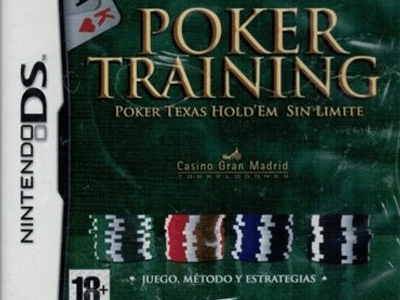 K
NINTENDO DS
POKER
TRAINING
POKER TEXAS HOLD'EM SIN LIMITE
Casino Gran Madrid
TORRELODONES
• JUEGO, MÉTODO Y ESTRATEGIAS •
18+